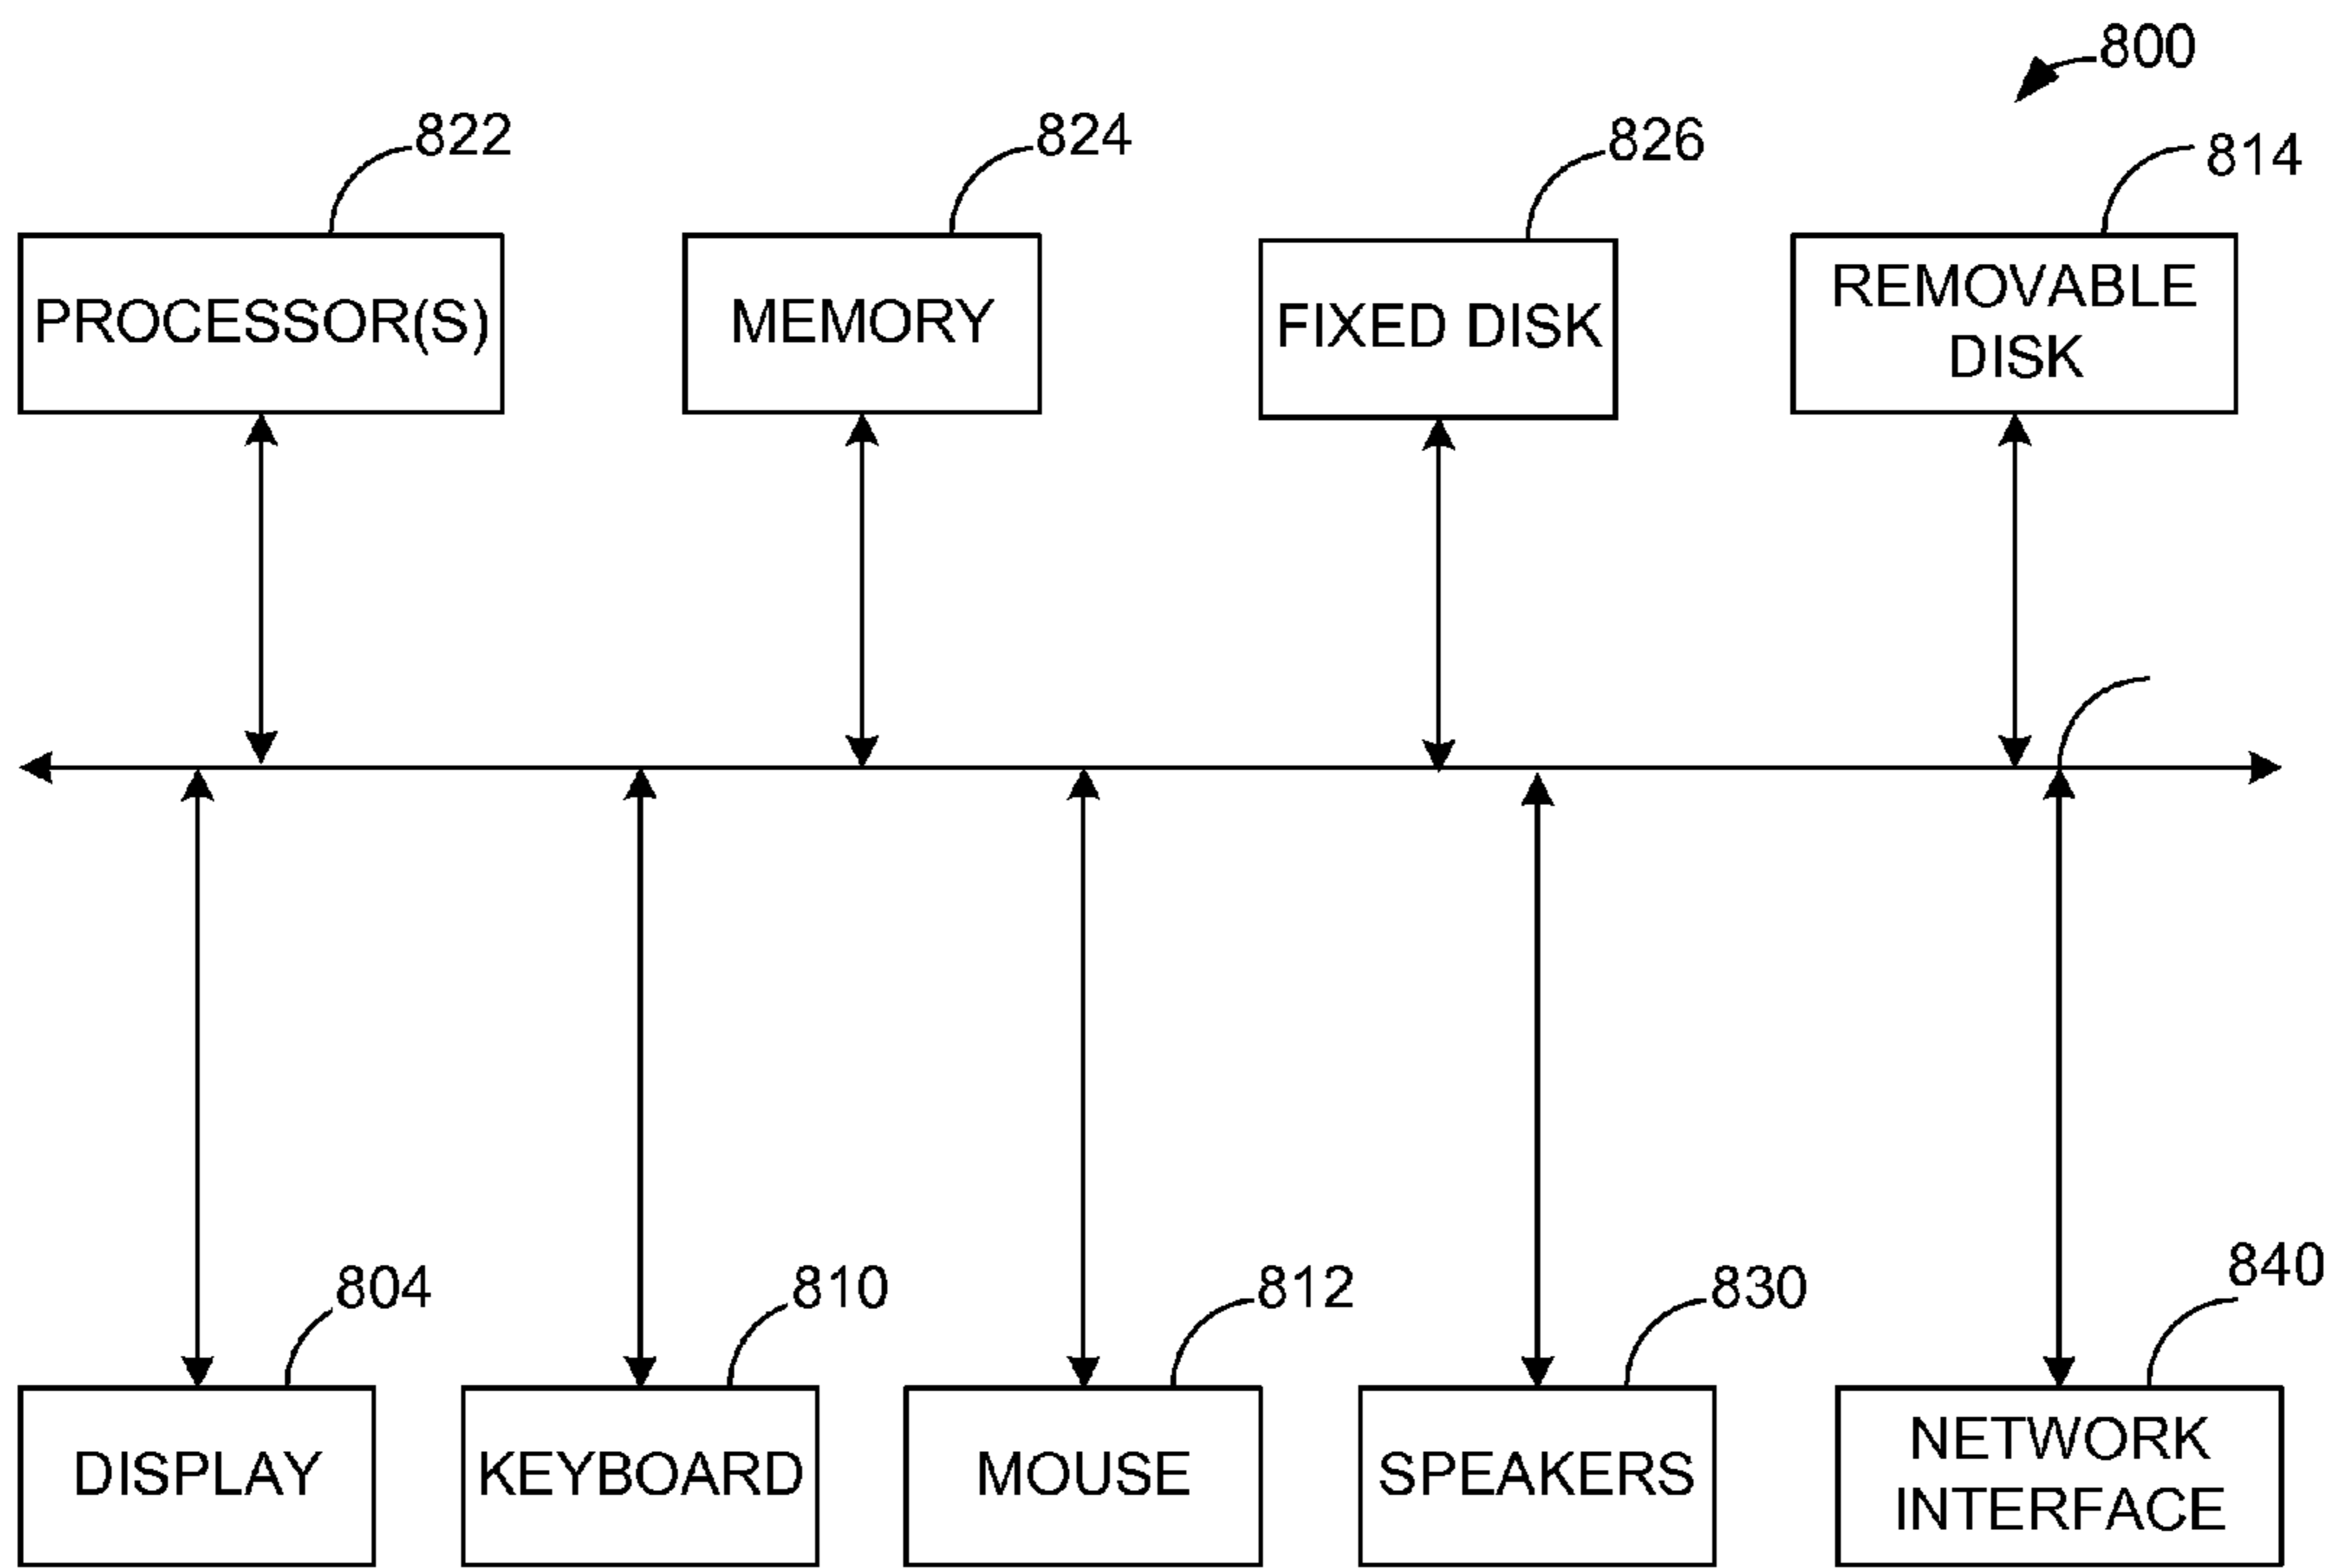 800
822
824
826
814
PROCESSOR(S)
MEMORY
FIXED DISK
REMOVABLE
DISK
804
810
812
830
840
DISPLAY
KEYBOARD
MOUSE
SPEAKERS
NETWORK
INTERFACE